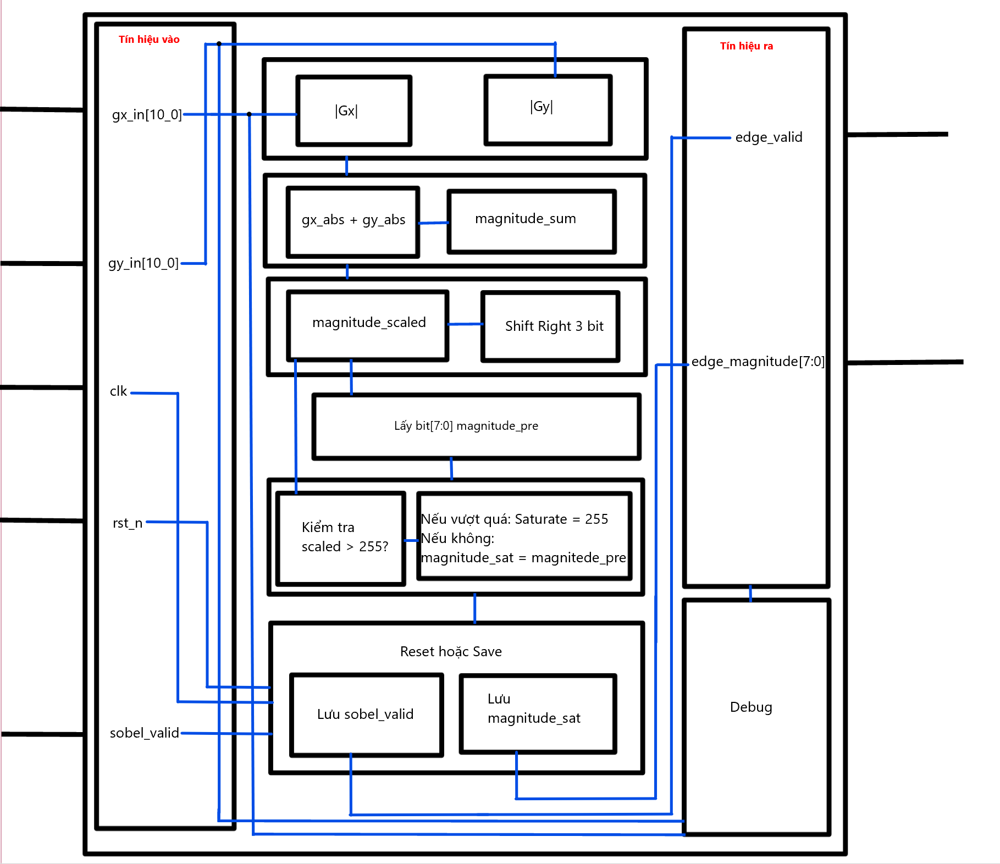 Tín hiệu vào
Tín hiệu ra
gx_in[10_0]
|Gx|
|Gy|
edge_valid
gx_abs + gy_abs
magnitude_sum
gy_in[10_0]
magnitude_scaled
Shift Right 3 bit
edge_magnitude[7:0]
clk
Lấy bit[7:0] magnitude_pre
rst_n
Kiểm tra
scaled > 255?
Nếu vượt quá: Saturate = 255
Nếu không:
magnitude_sat = magnitede_pre
Reset hoặc Save
sobel_valid
Lưu sobel_valid
Lưu
magnitude_sat
Debug